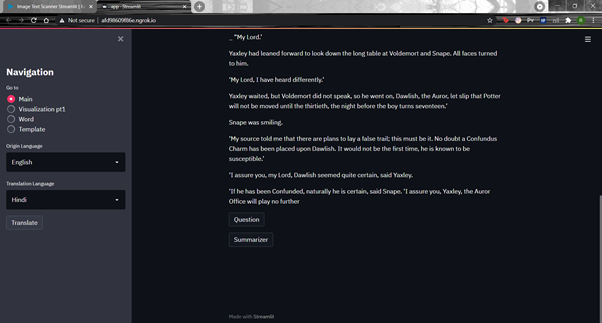 Image Text Scanner Streamlit | h
app · Streamlit
Not secure | afd98609f86e.ngrok.io
Navigation
Go to
Main
Visualization pt1
Word
Template
Origin Language
English
Translation Language
Hindi
Translate
_ "My Lord.'
Yaxley had leaned forward to look down the long table at Voldemort and Snape. All faces turned
to him.
'My Lord, I have heard differently.'
Yaxley waited, but Voldemort did not speak, so he went on, Dawlish, the Auror, let slip that Potter
will not be moved until the thirtieth, the night before the boy turns seventeen.'
Snape was smiling.
'My source told me that there are plans to lay a false trail; this must be it. No doubt a Confundus
Charm has been placed upon Dawlish. It would not be the first time, he is known to be
susceptible.'
'I assure you, my Lord, Dawlish seemed quite certain, said Yaxley.
'If he has been Confunded, naturally he is certain, said Snape. 'I assure you, Yaxley, the Auror
Office will play no further
Question
Summarizer
Made with Streamlit